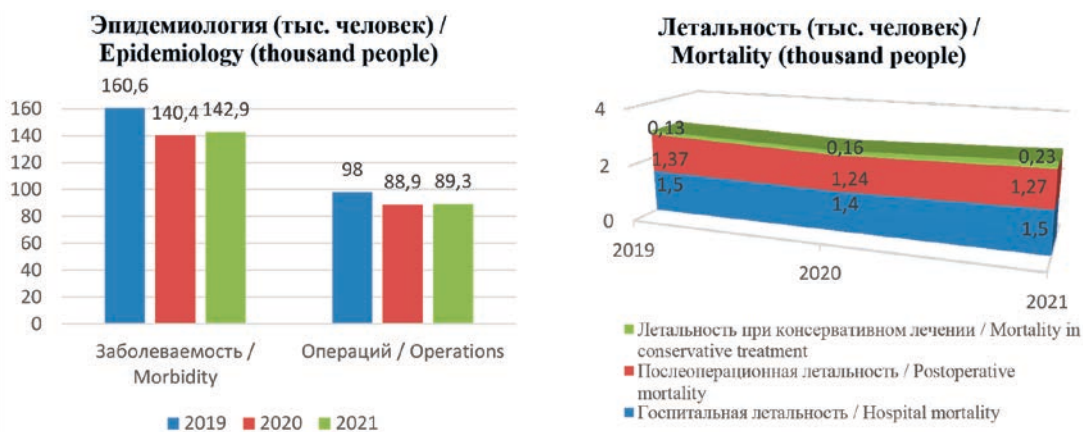 Эпидемиология (тыс. человек) /
Epidemiology (thousand people)
160,6
140,4 142,9
98
88,9 89,3
160
140
120
100
80
60
40
20
0
Заболеваемость /
Morbidity
Операций / Operations
2019 2020 2021
Летальность (тыс. человек) /
Mortality (thousand people)
4
2
0
0,13
0,16
0,23
1,37
1,24
1,27
1,5
1,4
1,5
2019
2020
2021
Летальность при консервативном лечении / Mortality in
conservative treatment
Послеоперационная летальность / Postoperative
mortality
Госпитальная летальность / Hospital mortality